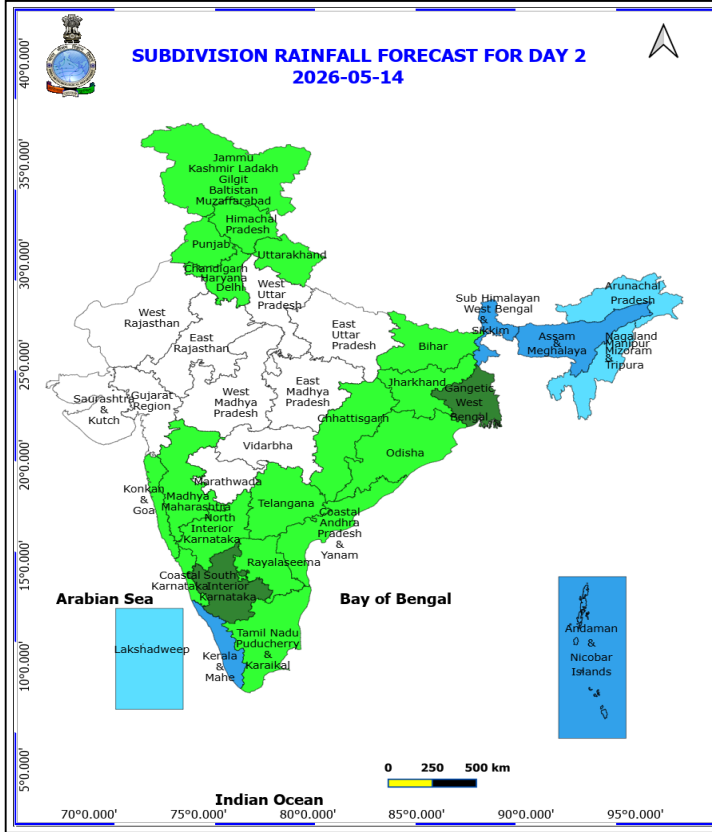 SUBDIVISION RAINFALL FORECAST FOR DAY 2
2026-05-14
40°0.000'
35°0.000'
30°0.000'
25°0.000'
20°0.000'
15°0.000'
10°0.000'
5°0.000'
Jammu
Kashmir Ladakh
Gilgit
Baltistan
Muzaffarabad
Himachal
Pradesh
Punjab
Uttarakhand
Chandigarh
Haryana
Delhi
West
Uttar
Pradesh
West
Rajasthan
East
Rajasthan
East
Uttar
Pradesh
Sub Himalayan
West Bengal
&
Sikkim
Arunachal
Pradesh
Assam
&
Meghalaya
Nagaland
Manipur
Mizoram
&
Tripura
Bihar
Jharkhand
Gangetic
West
Bengal
Saurashtra
&
Kutch
Gujarat
Region
West
Madhya
Pradesh
East
Madhya
Pradesh
Chhattisgarh
Odisha
Vidarbha
Marathwada
Konkan
&
Goa
Madhya
Maharashtra
North
Interior
Karnataka
Telangana
Coastal
Andhra
Pradesh
&
Yanam
Rayalaseema
Coastal
Karnataka
South
Interior
Karnataka
Arabian Sea
Bay of Bengal
Lakshadweep
Kerala
&
Mahe
Tamil Nadu
Puducherry
&
Karaikal
Andaman
&
Nicobar
Islands
0 250 500 km
Indian Ocean
70°0.000' 75°0.000' 80°0.000' 85°0.000' 90°0.000' 95°0.000'